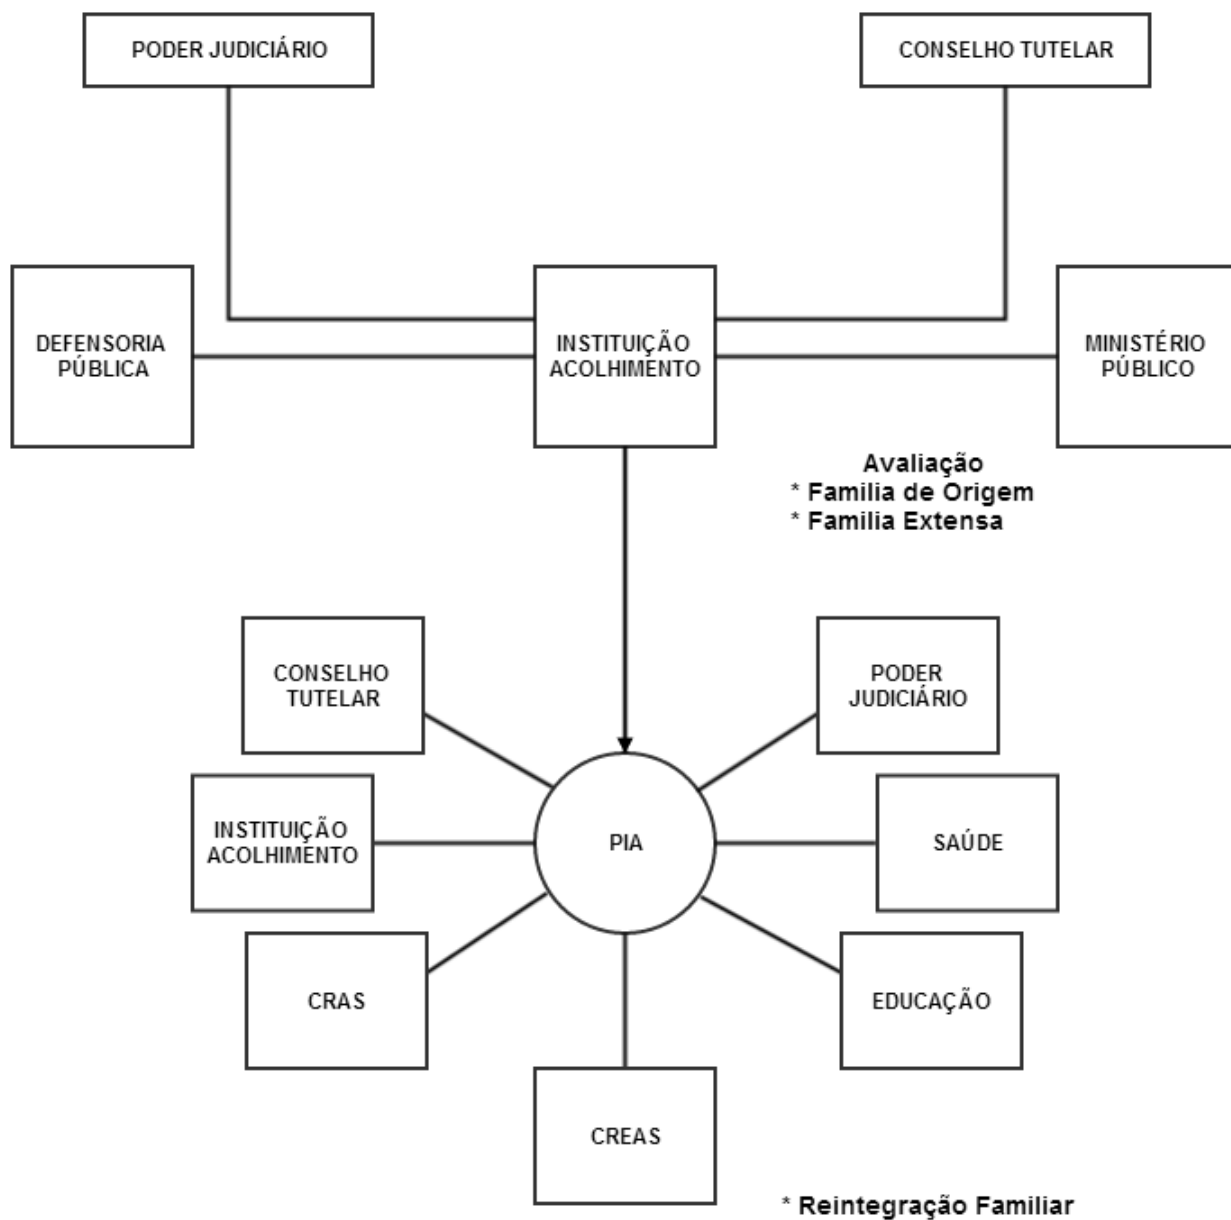 PODER JUDICIÁRIO
CONSELHO TUTELAR
DEFENSORIA
PÚBLICA
INSTITUIÇÃO
ACOLHIMENTO
MINISTÉRIO
PÚBLICO
Avaliação
* Familia de Origem
* Familia Extensa
CONSELHO
TUTELAR
PODER
JUDICIÁRIO
INSTITUIÇÃO
ACOLHIMENTO
PIA
SAÚDE
CRAS
EDUCAÇÃO
CREAS
* Reintegração Familiar